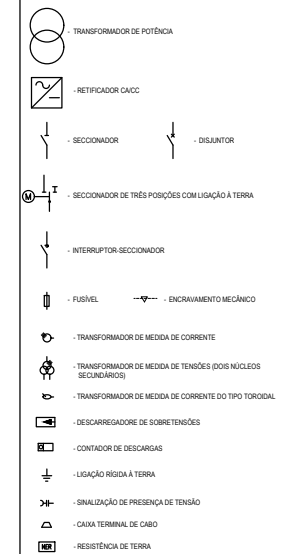 - TRANSFORMADOR DE POTÊNCIA
- RETIFICADOR CA/CC
- SECCIONADOR
- DISJUNTOR
M
- SECCIONADOR DE TRÊS POSIÇÕES COM LIGAÇÃO À TERRA
- INTERRUPTOR-SECCIONADOR
- FUSÍVEL
- ENCRAVAMENTO MECÂNICO
- TRANSFORMADOR DE MEDIDA DE CORRENTE
- TRANSFORMADOR DE MEDIDA DE TENSÕES (DOIS NÚCLEOS
SECUNDÁRIOS)
- TRANSFORMADOR DE MEDIDA DE CORRENTE DO TIPO TOROIDAL
- DESCARREGADOR DE SOBRETENSÕES
- CONTADOR DE DESCARGAS
- LIGAÇÃO RÍGIDA À TERRA
- SINALIZAÇÃO DE PRESENÇA DE TENSÃO
- CAIXA TERMINAL DE CABO
NER
- RESISTÊNCIA DE TERRA